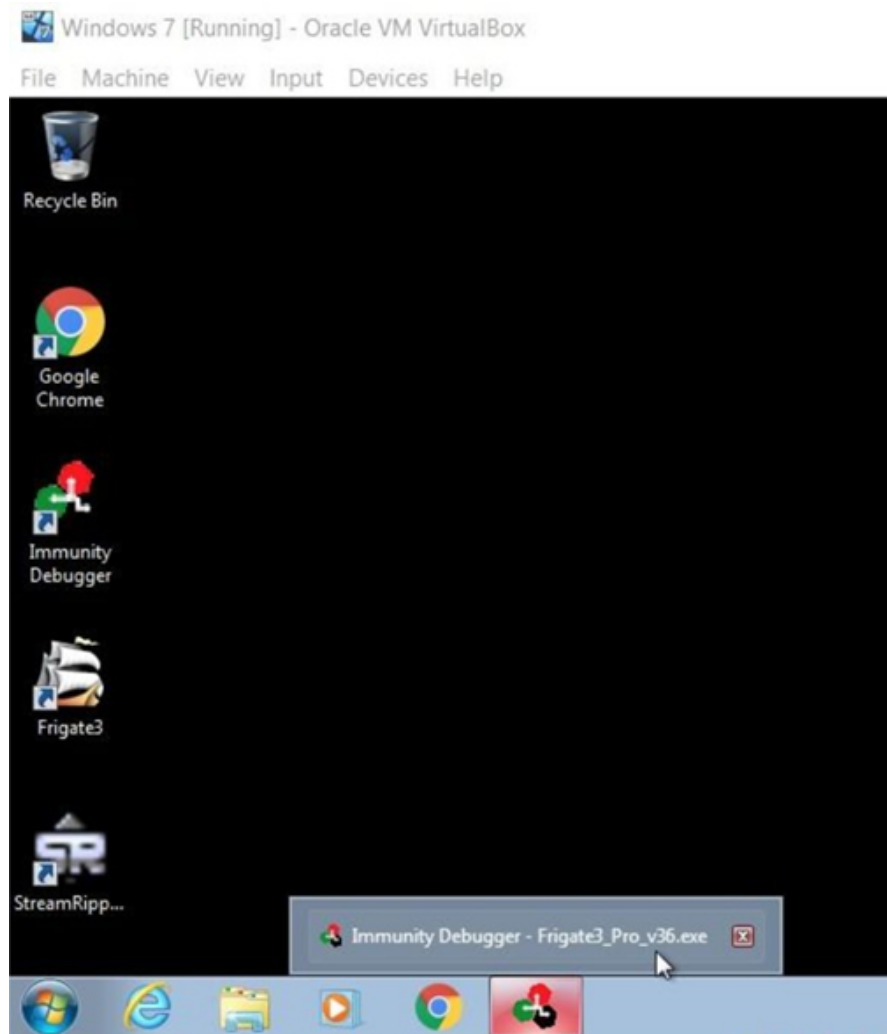 Windows 7 [Running] - Oracle VM VirtualBox
File Machine View Input Devices Help
Recycle Bin
Google
Chrome
Immunity
Debugger
Frigate3
SR
StreamRipp...
Immunity Debugger - Frigate3_Pro_v36.exe